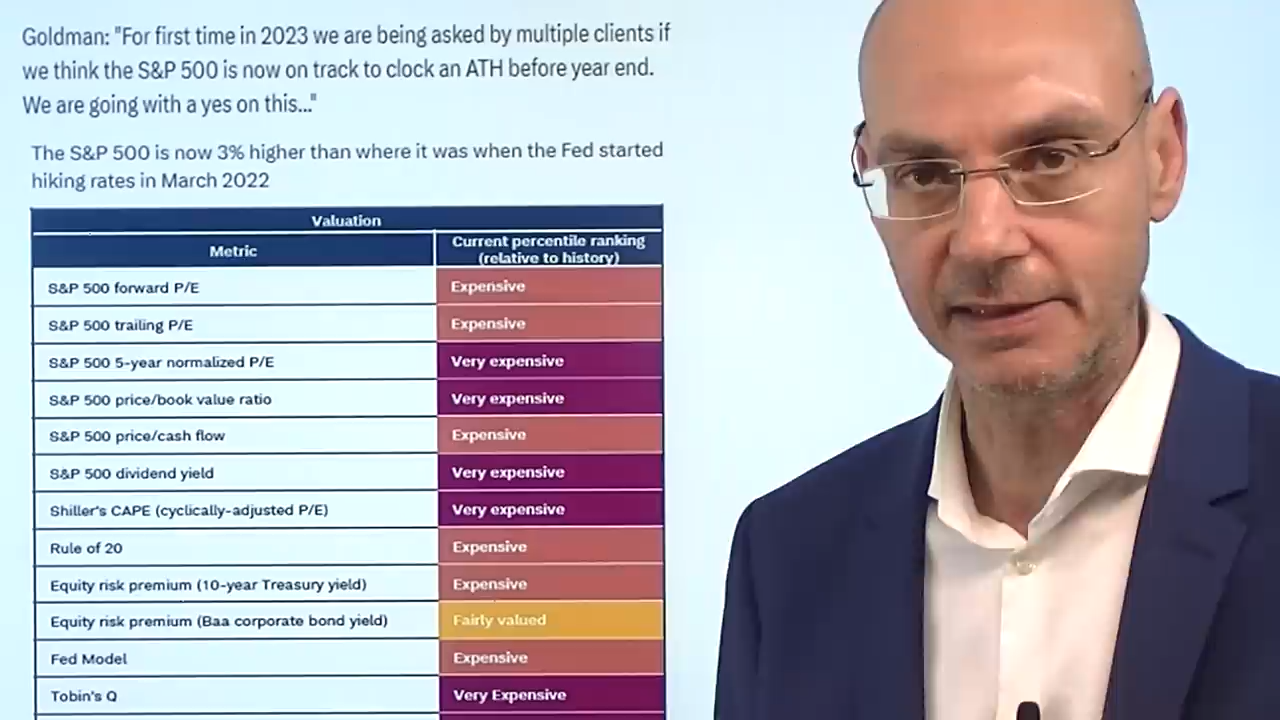 Goldman: "For first time in 2023 we are being asked by multiple clients if
we think the S&P 500 is now on track to clock an ATH before year end.
We are going with a yes on this..."
The S&P 500 is now 3% higher than where it was when the Fed started
hiking rates in March 2022
Valuation
Metric
Current percentile ranking
(relative to history)
S&P 500 forward P/E
Expensive
S&P 500 trailing P/E
Expensive
S&P 500 5-year normalized P/E
Very expensive
S&P 500 price/book value ratio
Very expensive
S&P 500 price/cash flow
Expensive
S&P 500 dividend yield
Very expensive
Shiller's CAPE (cyclically-adjusted P/E)
Very expensive
Rule of 20
Expensive
Equity risk premium (10-year Treasury yield)
Expensive
Equity risk premium (Baa corporate bond yield)
Fairly valued
Fed Model
Expensive
Tobin's Q
Very Expensive